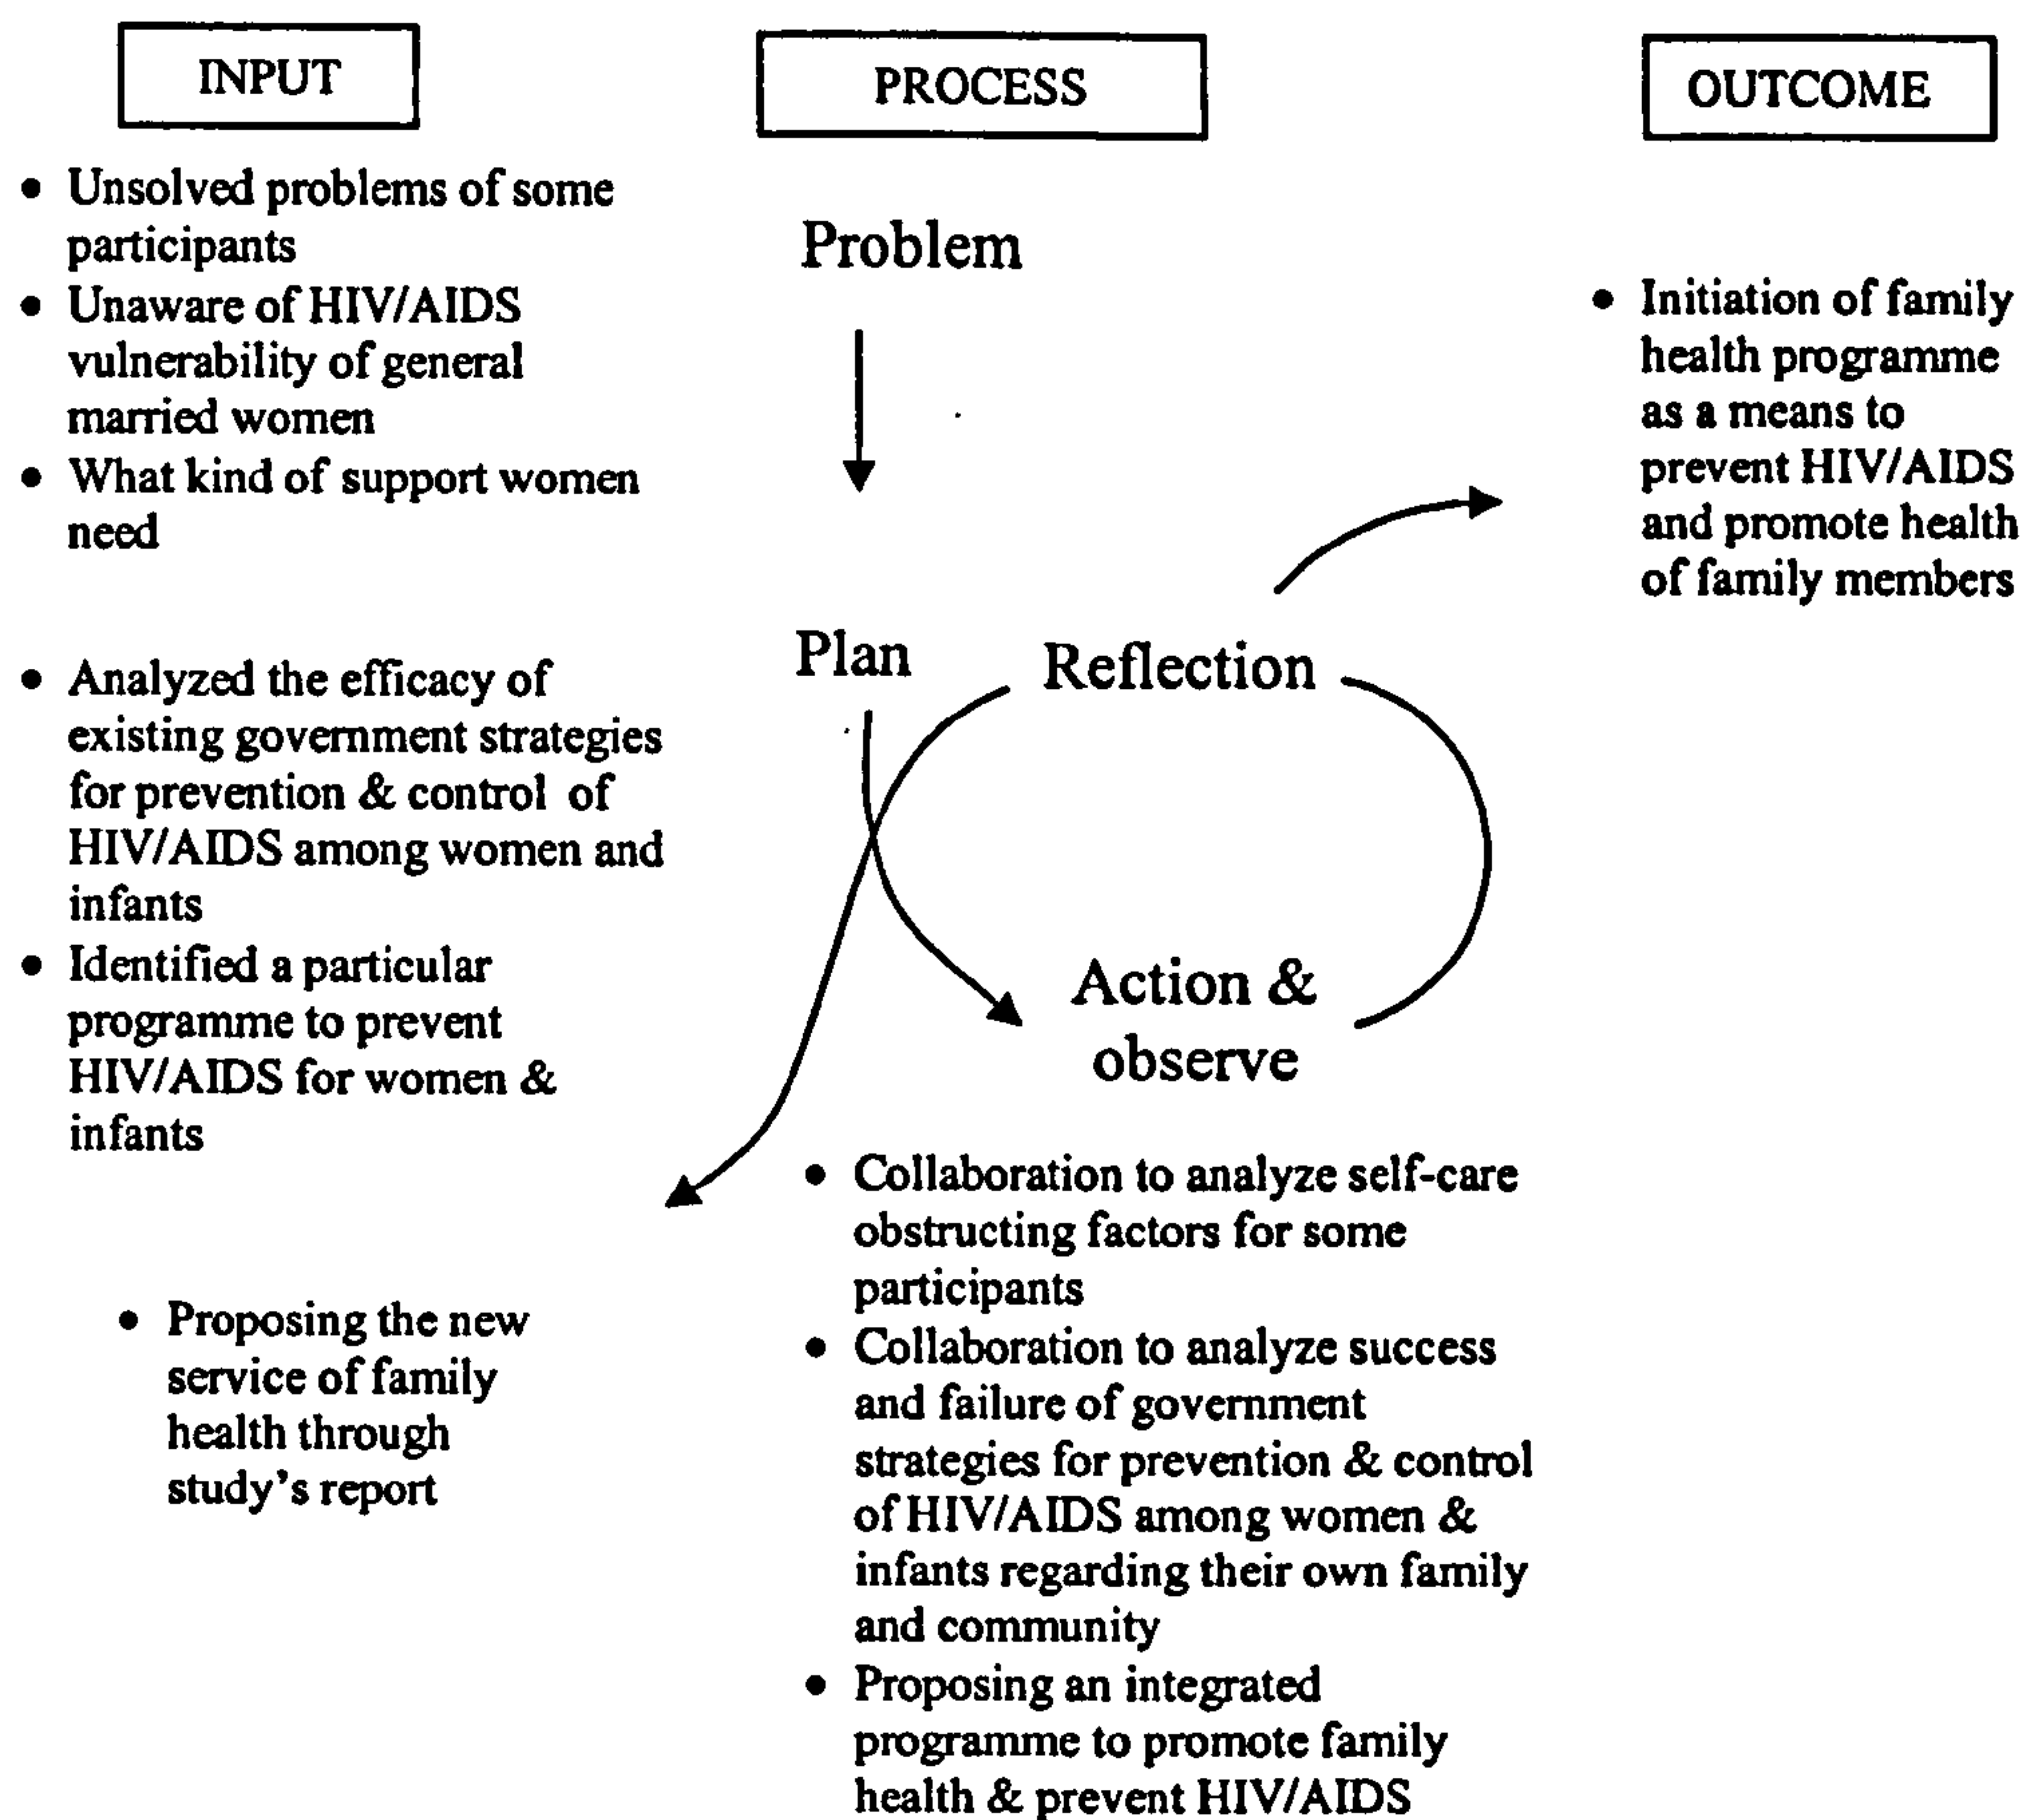 INPUT
PROCESS
OUTCOME
• Unsolved problems of some
participants
• Unaware of HIV/AIDS
vulnerability of general
married women
• What kind of support women
need
Problem
• Initiation of family
health programme
as a means to
prevent HIV/AIDS
and promote health
of family members
• Analyzed the efficacy of
existing government strategies
for prevention & control of
HIV/AIDS among women and
infants
• Identified a particular
programme to prevent
HIV/AIDS for women &
infants
Plan
Reflection
Action &
observe
• Proposing the new
service of family
health through
study's report
• Collaboration to analyze self-care
obstructing factors for some
participants
• Collaboration to analyze success
and failure of government
strategies for prevention & control
of HIV/AIDS among women &
infants regarding their own family
and community
• Proposing an integrated
programme to promote family
health & prevent HIV/AIDS